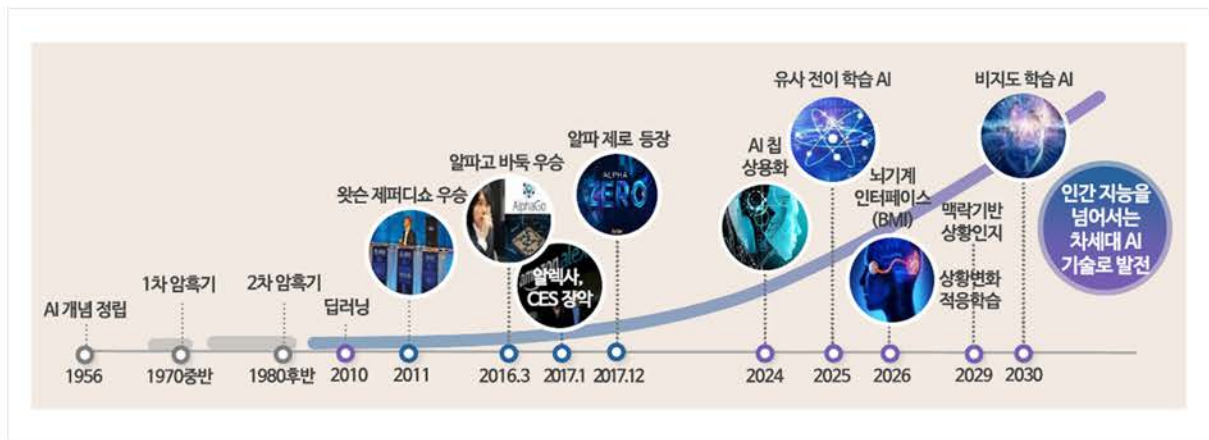 유사 전이 학습 AI
비지도 학습 AI
알파 제로 등장
AI 칩
상용화
알파고 바둑 우승
뇌기계
인터페이스
(BMI)
왓슨 제퍼디쇼 우승
AlphaGo
ALPHA
ZERO
맥락기반
상황인지
인간 지능을
넘어서는
차세대 AI
기술로 발전
1차 암흑기
2차 암흑기
amazon alexa
알렉사,
CES 장악
상황변화
적응학습
AI 개념 정립
딥러닝
1956
1970중반
1980후반
2010
2011
2016.3
2017.1
2017.12
2024
2025
2026
2029
2030